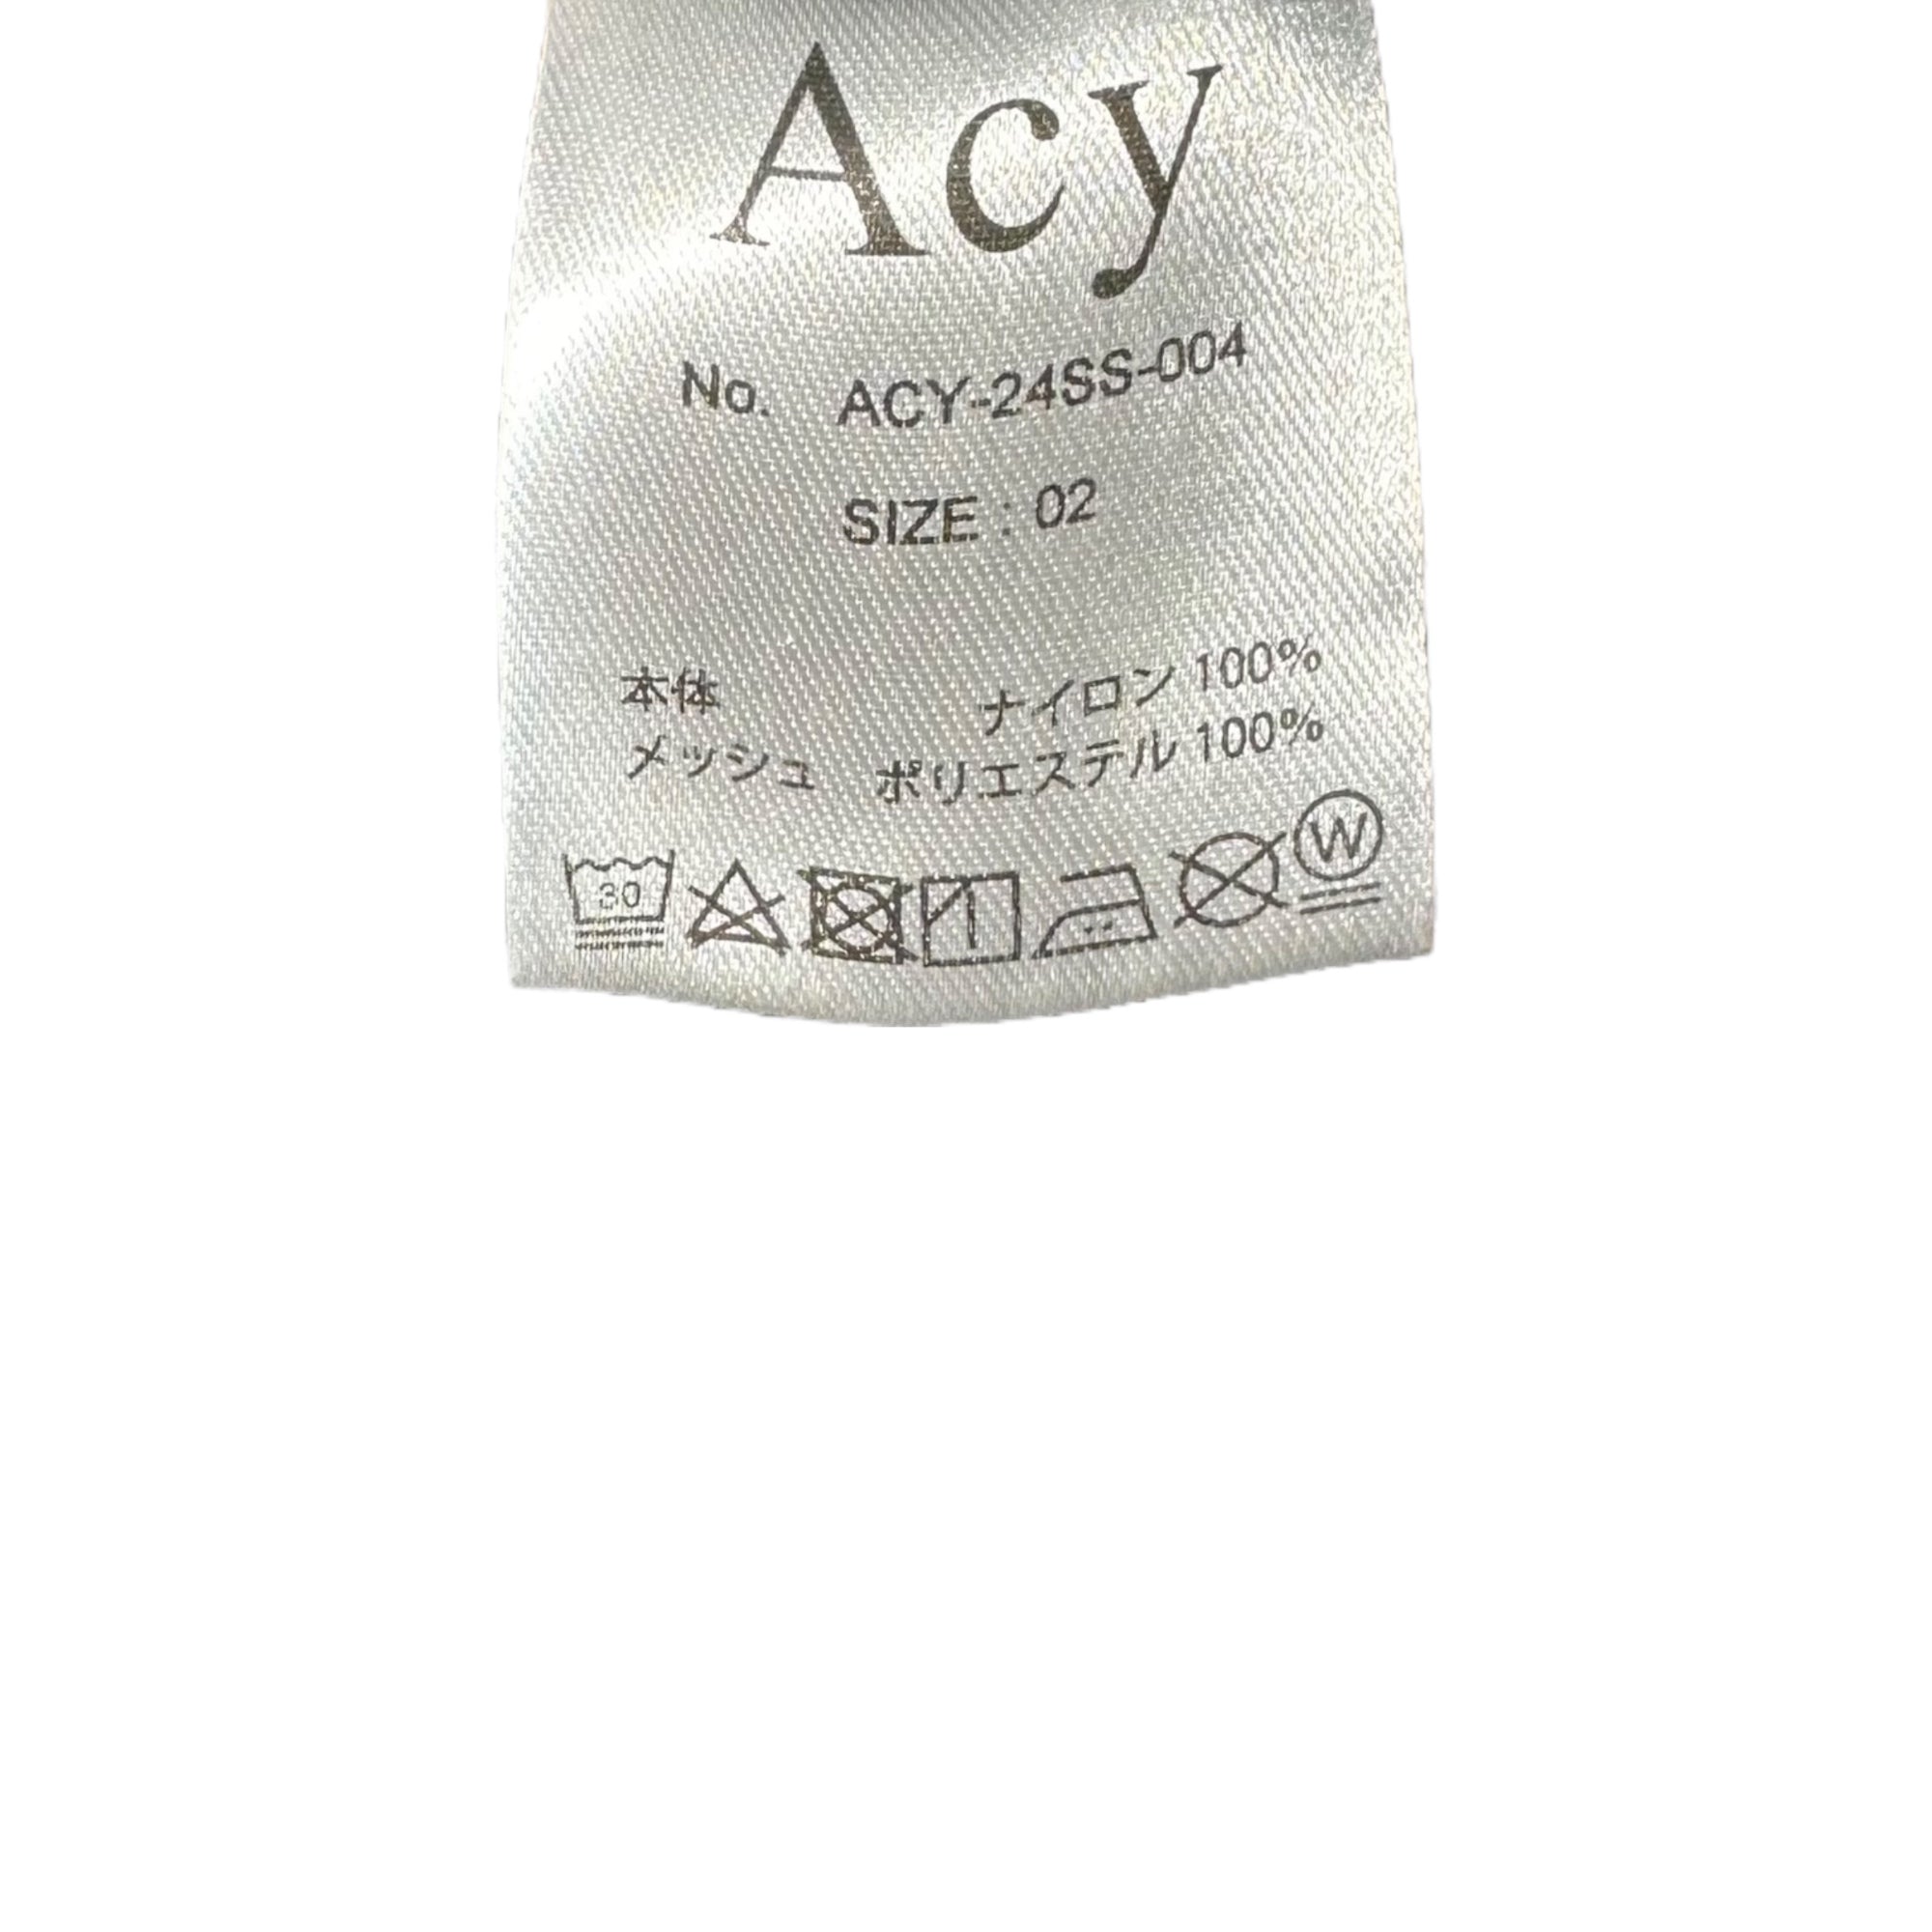 Acy
No. ACY-24SS-004
SIZE : 02
本体 ナイロン 100%
メッシュ ポリエステル 100%
30 W